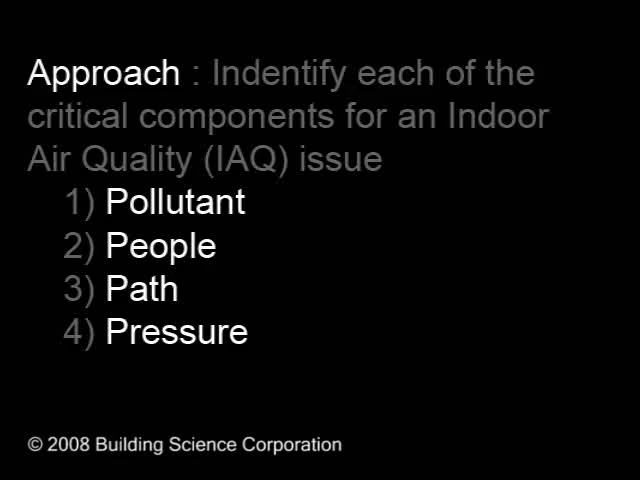 Approach : Indentify each of the
critical components for an Indoor
Air Quality (IAQ) issue
1) Pollutant
2) People
3) Path
4) Pressure
© 2008 Building Science Corporation